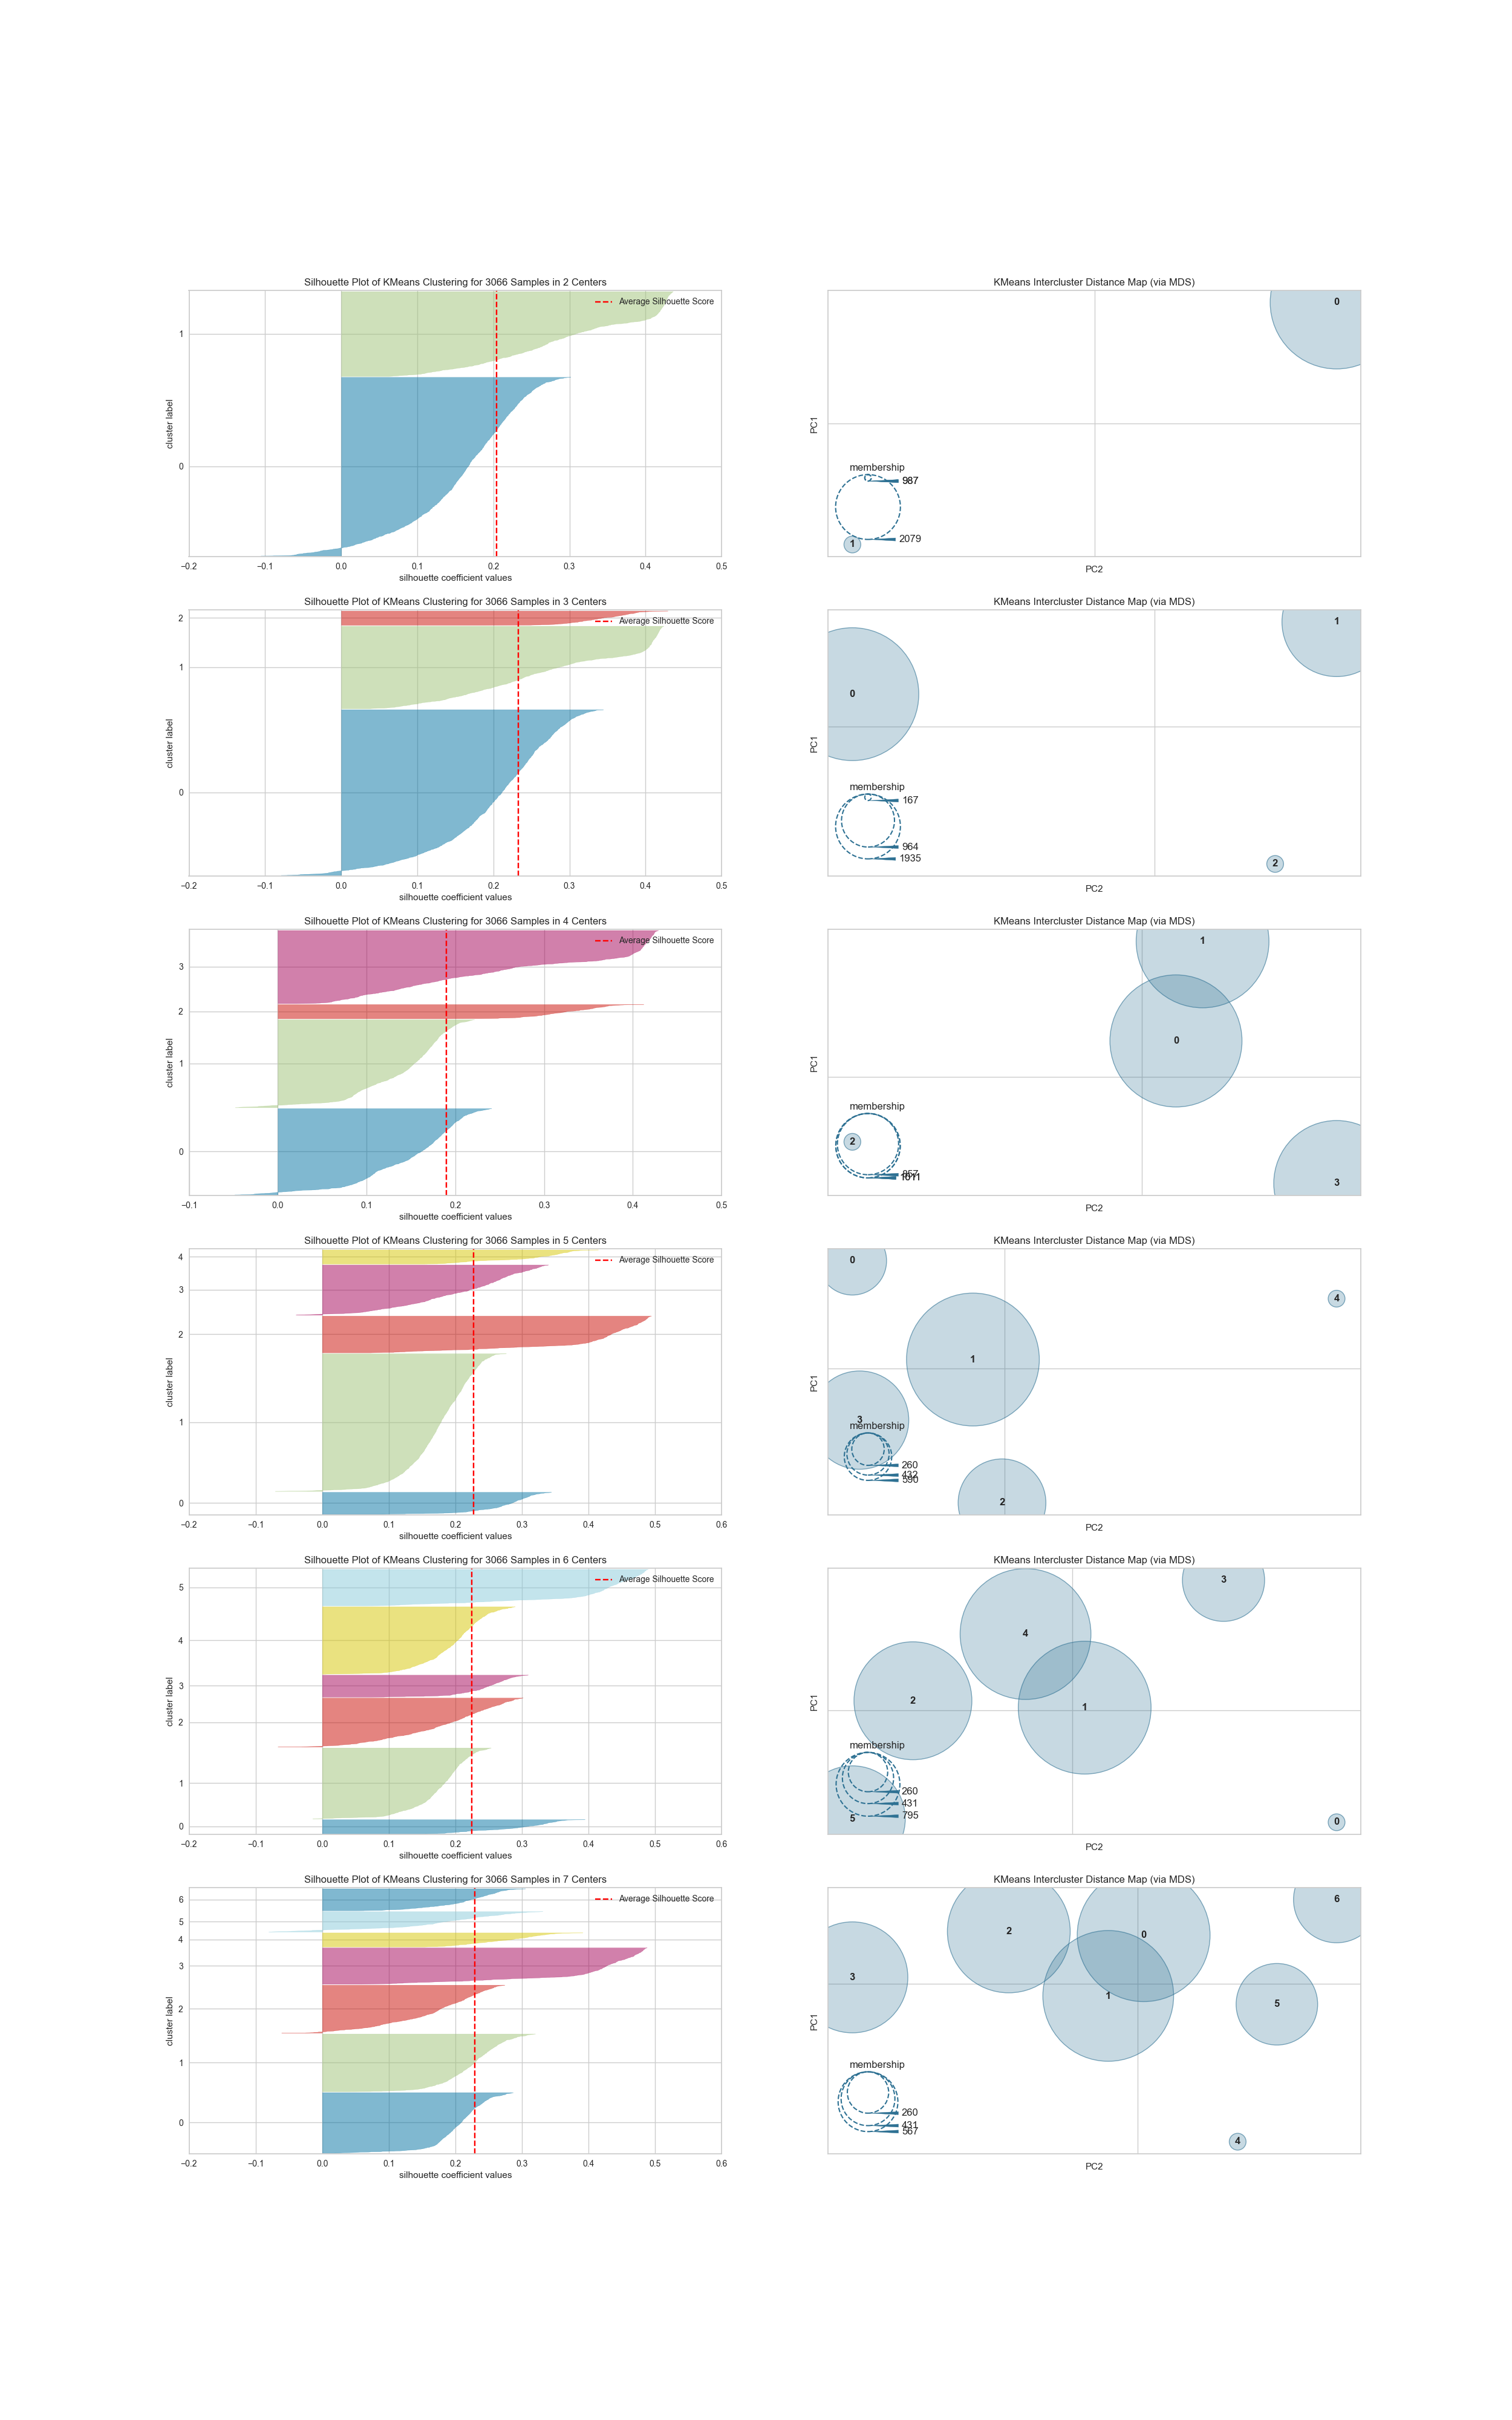 Silhouette Plot of KMeans Clustering for 3066 Samples in 2 Centers
Average Silhouette Score
1
0
cluster label
−0.2 −0.1 0.0 0.1 0.2 0.3 0.4 0.5
silhouette coefficient values
KMeans Intercluster Distance Map (via MDS)
0
PC1
membership
987
2079
1
PC2
Silhouette Plot of KMeans Clustering for 3066 Samples in 3 Centers
Average Silhouette Score
2
1
0
cluster label
−0.2 −0.1 0.0 0.1 0.2 0.3 0.4 0.5
silhouette coefficient values
KMeans Intercluster Distance Map (via MDS)
1
0
PC1
membership
167
964
1935
2
PC2
Silhouette Plot of KMeans Clustering for 3066 Samples in 4 Centers
Average Silhouette Score
3
2
1
0
cluster label
−0.1 0.0 0.1 0.2 0.3 0.4 0.5
silhouette coefficient values
KMeans Intercluster Distance Map (via MDS)
1
0
PC1
membership
2
3
PC2
Silhouette Plot of KMeans Clustering for 3066 Samples in 5 Centers
Average Silhouette Score
4
3
2
1
0
cluster label
−0.2 −0.1 0.0 0.1 0.2 0.3 0.4 0.5 0.6
silhouette coefficient values
KMeans Intercluster Distance Map (via MDS)
0
4
1
PC1
3
membership
260
432
590
2
PC2
Silhouette Plot of KMeans Clustering for 3066 Samples in 6 Centers
Average Silhouette Score
5
4
3
2
1
0
cluster label
−0.2 −0.1 0.0 0.1 0.2 0.3 0.4 0.5 0.6
silhouette coefficient values
KMeans Intercluster Distance Map (via MDS)
3
4
2
1
PC1
membership
260
431
795
5
0
PC2
Silhouette Plot of KMeans Clustering for 3066 Samples in 7 Centers
Average Silhouette Score
6
5
4
3
2
1
0
cluster label
−0.2 −0.1 0.0 0.1 0.2 0.3 0.4 0.5 0.6
silhouette coefficient values
KMeans Intercluster Distance Map (via MDS)
6
2
0
3
1
5
PC1
membership
260
431
567
4
PC2